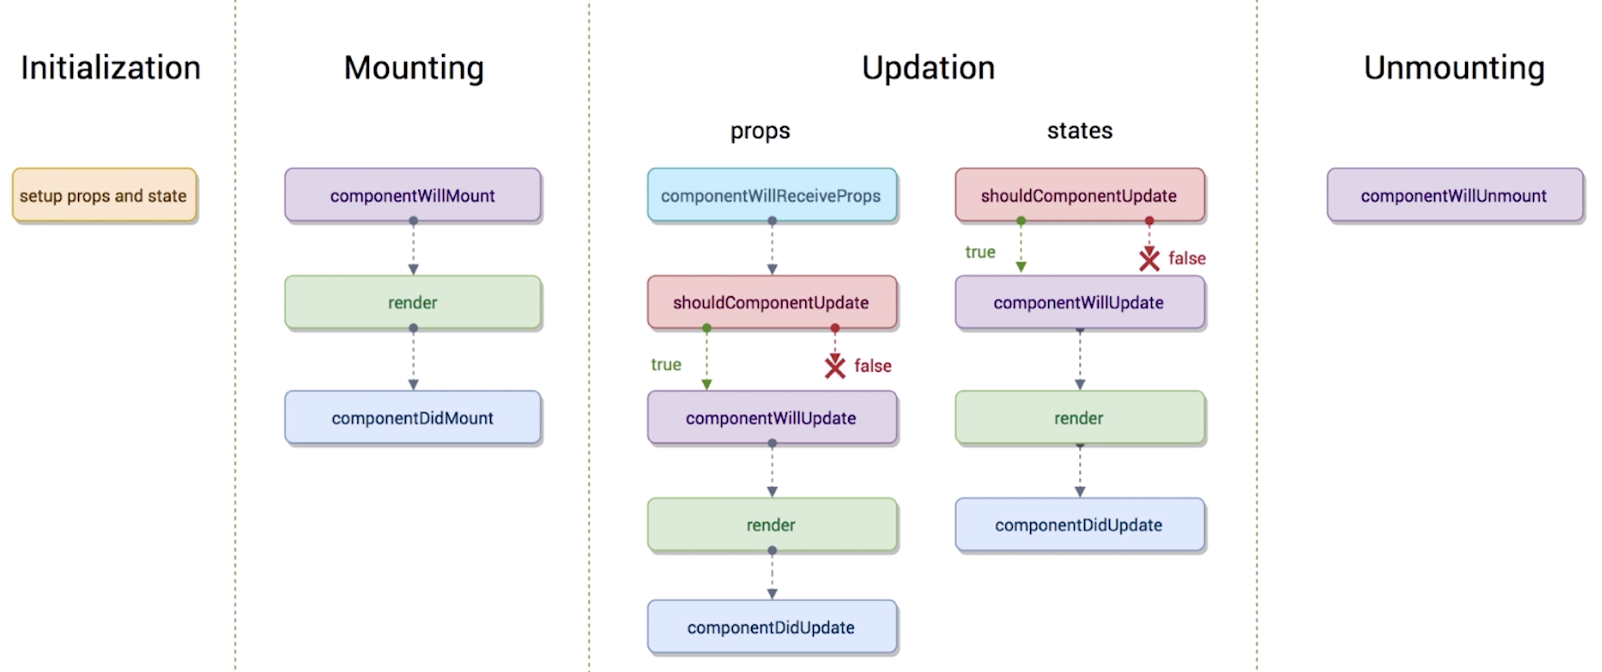 Initialization
setup props and state
Mounting
componentWillMount
render
componentDidMount
Updation
props
componentWillReceiveProps
shouldComponentUpdate
true
false
componentWillUpdate
render
componentDidUpdate
states
shouldComponentUpdate
true
false
componentWillUpdate
render
componentDidUpdate
Unmounting
componentWillUnmount